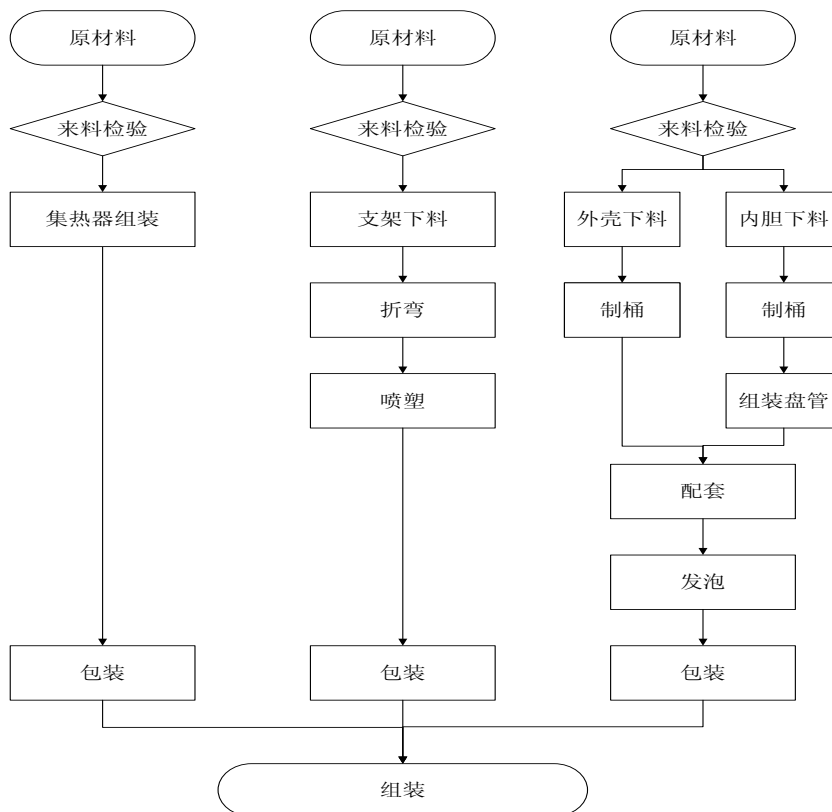 原材料
原材料
原材料
来料检验
来料检验
来料检验
集热器组装
支架下料
外壳下料
内胆下料
折弯
制桶
制桶
喷塑
组装盘管
配套
发泡
包装
包装
包装
组装